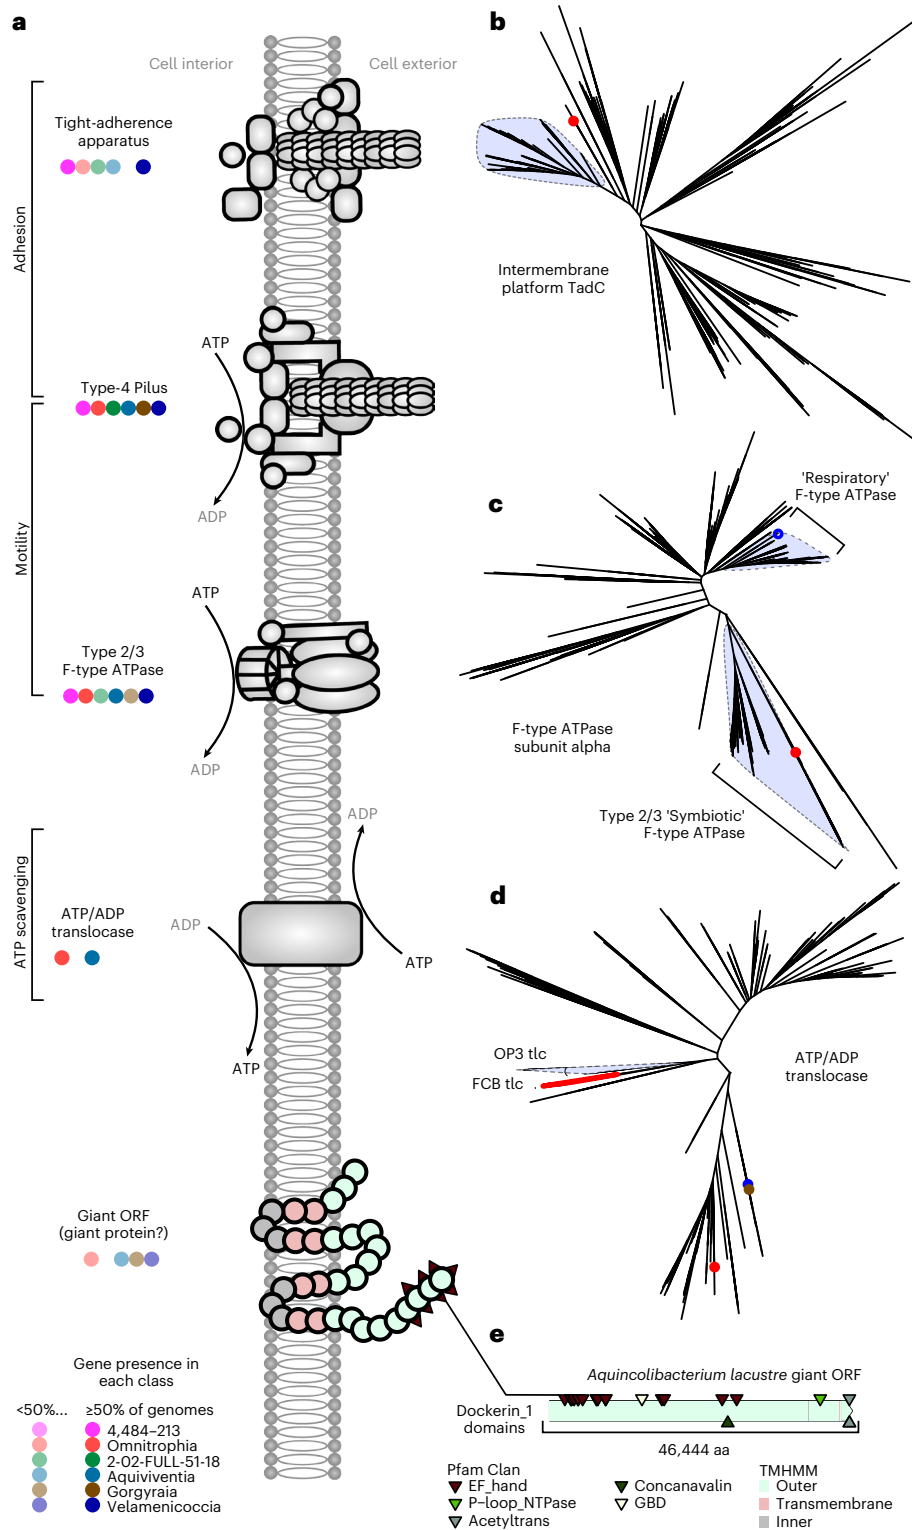 a
Cell interior
Cell exterior
Adhesion
Tight-adherence
apparatus
ATP
Type-4 Pilus
ADP
Motility
ATP
Type 2/3
F-type ATPase
ADP
ADP
ATP scavenging
ATP/ADP
translocase
ADP
ATP
ATP
Giant ORF
(giant protein?)
Gene presence in
each class
<50%... ≥50% of genomes
4,484–213
Omnitrophia
2-02-FULL-51-18
Aquiviventia
Gorgyraia
Velamenicoccia
b
Intermembrane
platform TadC
c
'Respiratory'
F-type ATPase
F-type ATPase
subunit alpha
Type 2/3 'Symbiotic'
F-type ATPase
d
OP3 tlc
FCB tlc
ATP/ADP
translocase
e
Aquincolibacterium lacustre giant ORF
Dockerin_1
domains
46,444 aa
Pfam Clan
EF_hand
P-loop_NTPase
Acetyltrans
Concanavalin
GBD
TMHMM
Outer
Transmembrane
Inner